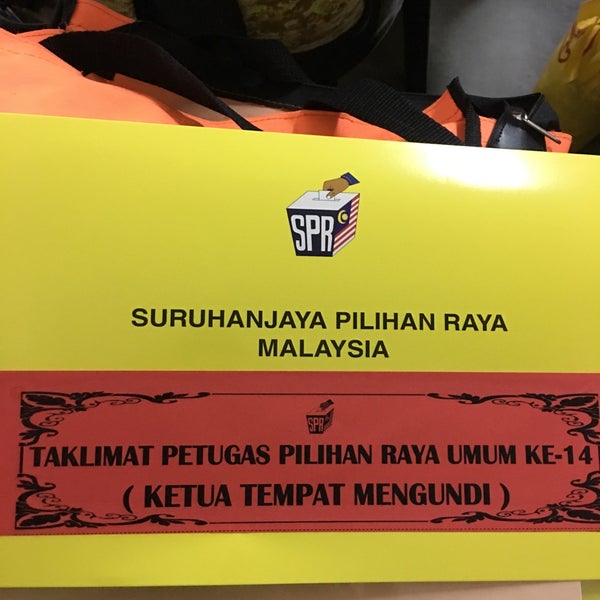 SPR
SURUHANJAYA PILIHAN RAYA
MALAYSIA
SPR
TAKLIMAT PETUGAS PILIHAN RAYA UMUM KE-14
( KETUA TEMPAT MENGUNDI )